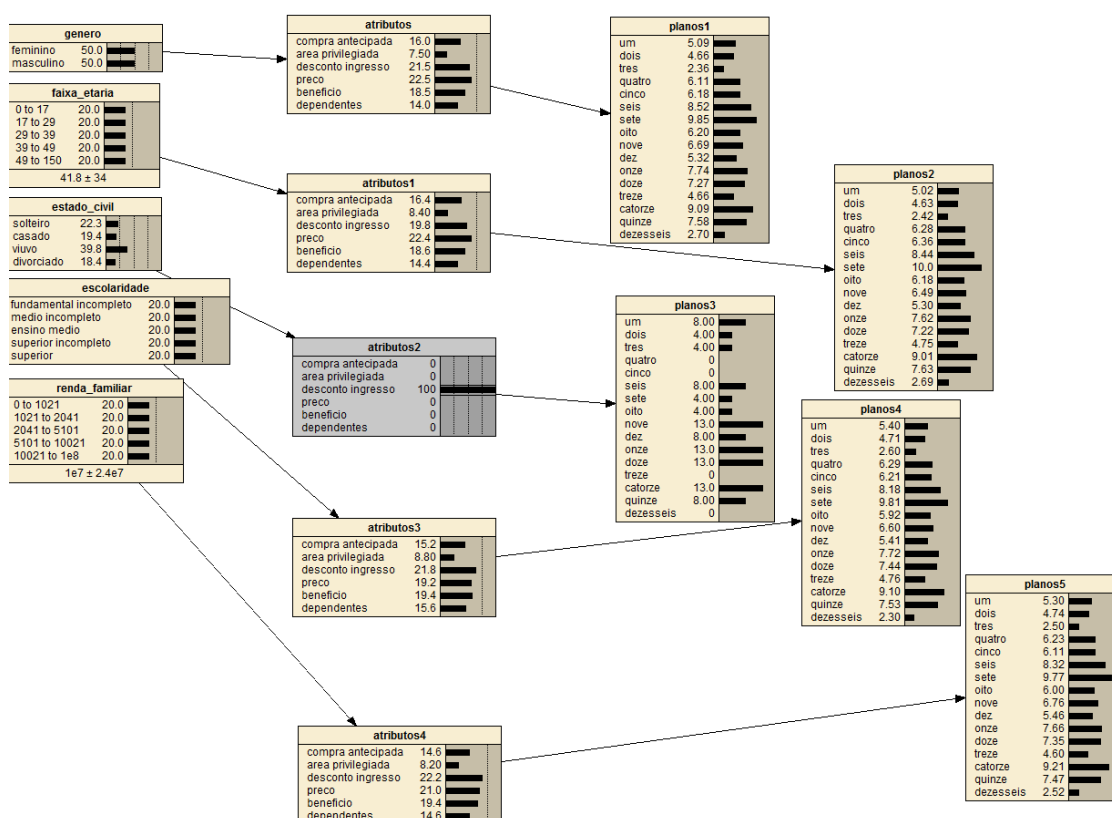 genero
feminino 50.0
masculino 50.0
faixa_etaria
0 to 17 20.0
17 to 29 20.0
29 to 39 20.0
39 to 49 20.0
49 to 150 20.0
41.8 ± 34
estado_civil
solteiro 22.3
casado 19.4
viuvo 39.8
divorciado 18.4
escolaridade
fundamental incompleto 20.0
medio incompleto 20.0
ensino medio 20.0
superior incompleto 20.0
superior 20.0
renda_familiar
0 to 1021 20.0
1021 to 2041 20.0
2041 to 5101 20.0
5101 to 10021 20.0
10021 to 1e8 20.0
1e7 ± 2.4e7
atributos
compra antecipada 16.0
area privilegiada 7.50
desconto ingresso 21.5
preco 22.5
beneficio 18.5
dependentes 14.0
atributos1
compra antecipada 16.4
area privilegiada 8.40
desconto ingresso 19.8
preco 22.4
beneficio 18.6
dependentes 14.4
atributos2
compra antecipada 0
area privilegiada 0
desconto ingresso 100
preco 0
beneficio 0
dependentes 0
atributos3
compra antecipada 15.2
area privilegiada 8.80
desconto ingresso 21.8
preco 19.2
beneficio 19.4
dependentes 15.6
atributos4
compra antecipada 14.6
area privilegiada 8.20
desconto ingresso 22.2
preco 21.0
beneficio 19.4
dependentes 14.6
planos1
um 5.09
dois 4.66
tres 2.36
quatro 6.11
cinco 6.18
seis 8.52
sete 9.85
oito 6.20
nove 6.69
dez 5.32
onze 7.74
doze 7.27
treze 4.66
catorze 9.09
quinze 7.58
dezesseis 2.70
planos2
um 5.02
dois 4.63
tres 2.42
quatro 6.28
cinco 6.36
seis 8.44
sete 10.0
oito 6.18
nove 6.49
dez 5.30
onze 7.62
doze 7.22
treze 4.75
catorze 9.01
quinze 7.63
dezesseis 2.69
planos3
um 8.00
dois 4.00
tres 4.00
quatro 0
cinco 0
seis 8.00
sete 4.00
oito 4.00
nove 13.0
dez 8.00
onze 13.0
doze 13.0
treze 0
catorze 13.0
quinze 8.00
dezesseis 0
planos4
um 5.40
dois 4.71
tres 2.60
quatro 6.29
cinco 6.21
seis 8.18
sete 9.81
oito 5.92
nove 6.60
dez 5.41
onze 7.72
doze 7.44
treze 4.76
catorze 9.10
quinze 7.53
dezesseis 2.30
planos5
um 5.30
dois 4.74
tres 2.50
quatro 6.23
cinco 6.11
seis 8.32
sete 9.77
oito 6.00
nove 6.76
dez 5.46
onze 7.66
doze 7.35
treze 4.60
catorze 9.21
quinze 7.47
dezesseis 2.52